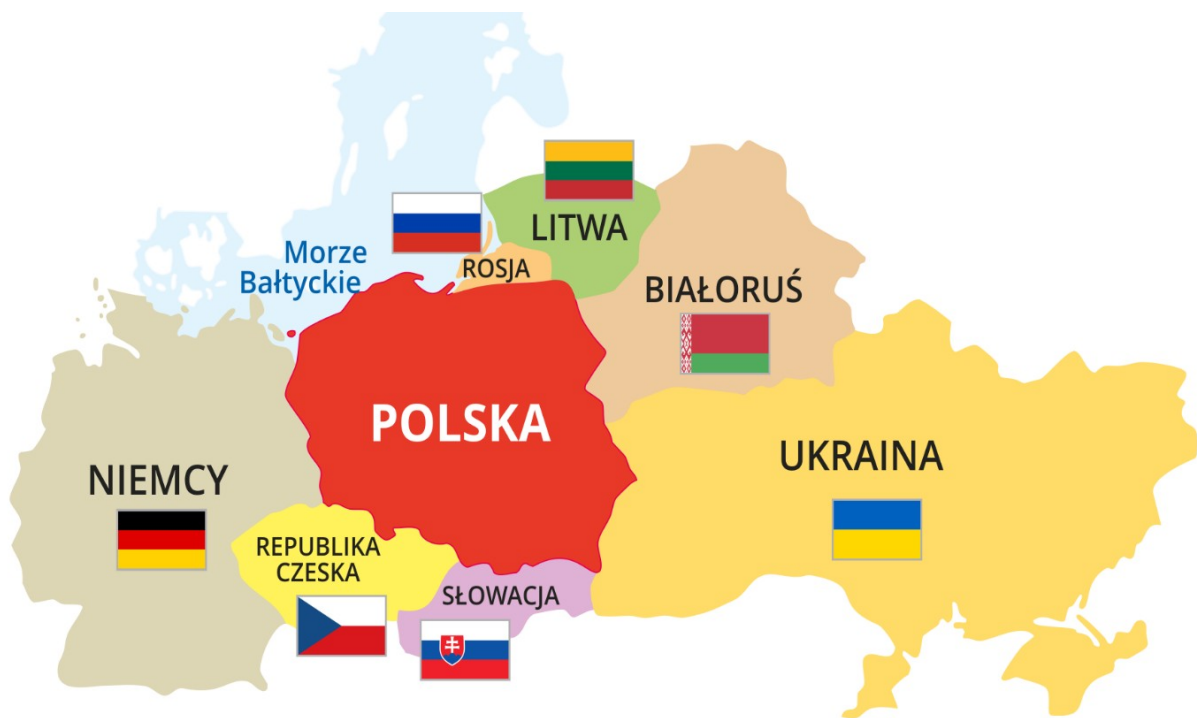 LITWA
Morze
Bałtyckie
ROSJA
BIAŁORUŚ
POLSKA
UKRAINA
NIEMCY
REPUBLIKA
CZESKA
SŁOWACJA